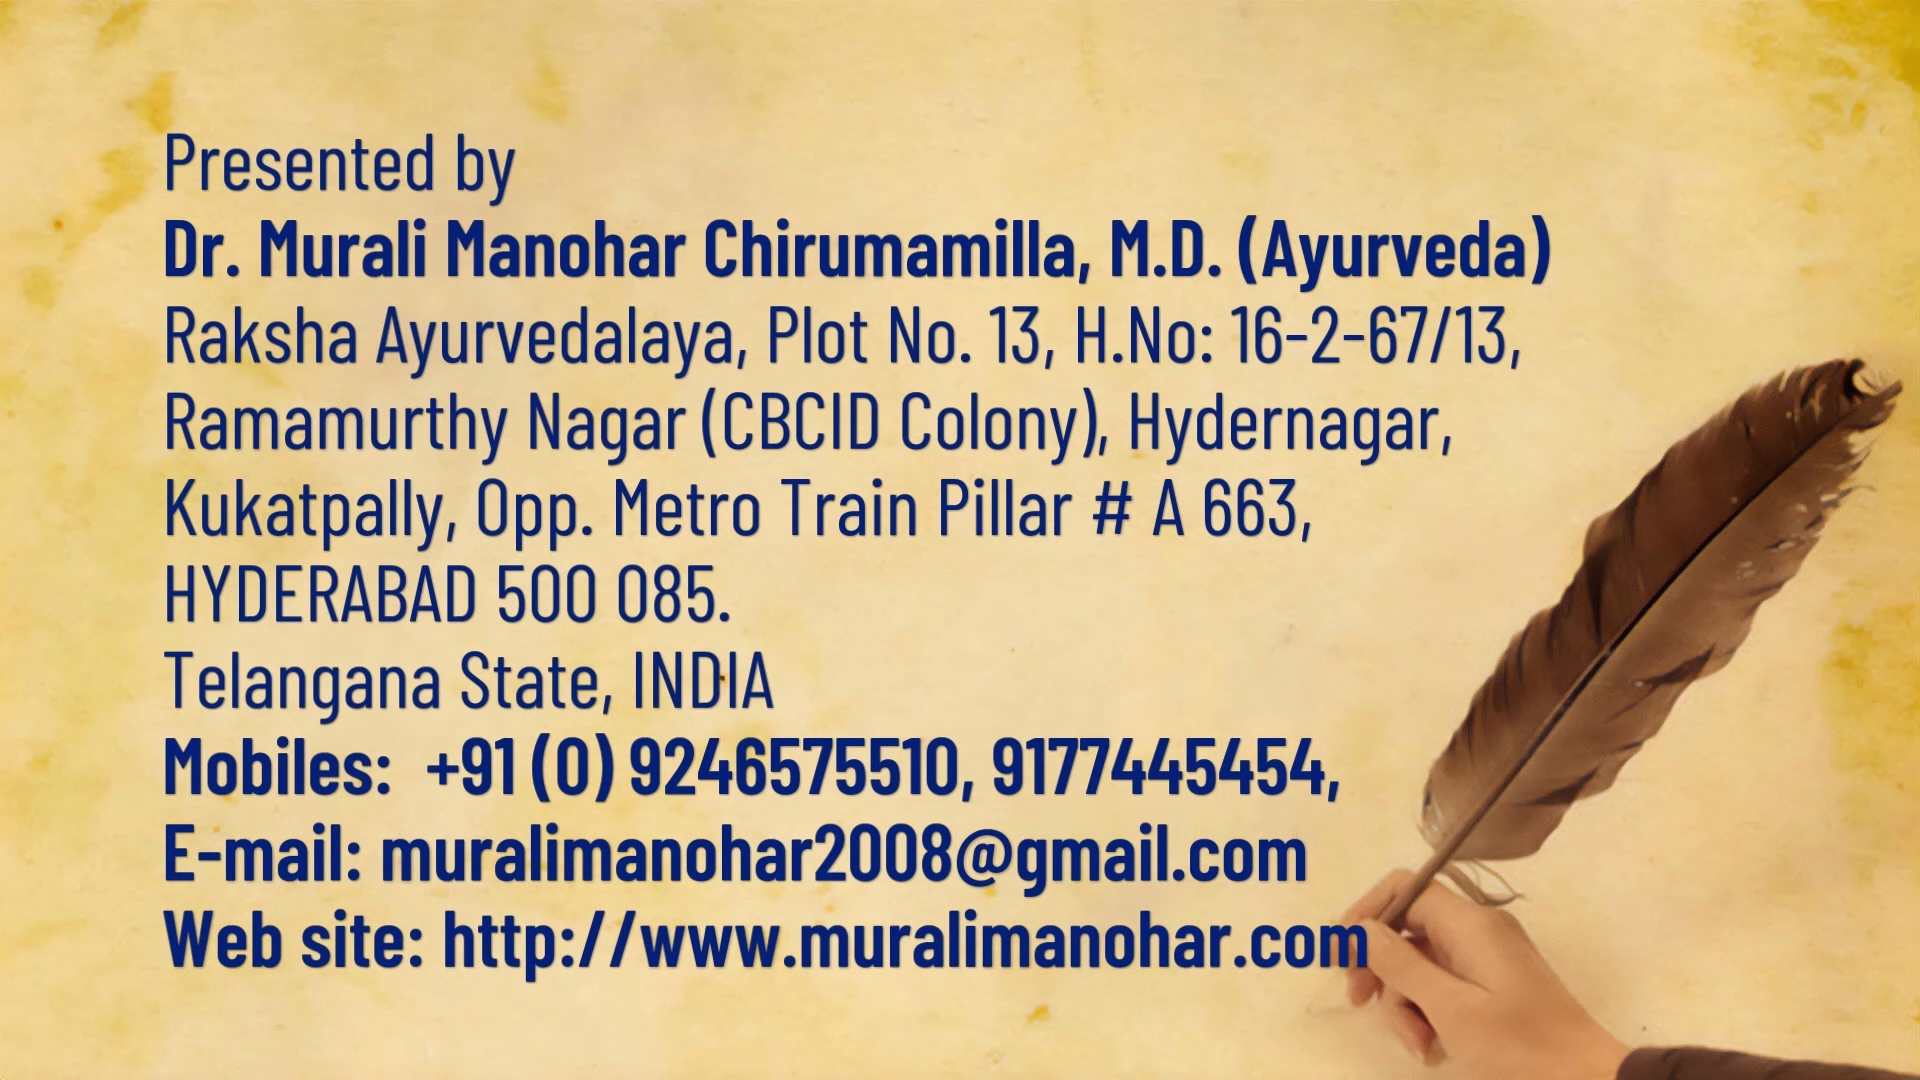 Presented by
Dr. Murali Manohar Chirumamilla, M.D. (Ayurveda)
Raksha Ayurvedalaya, Plot No. 13, H.No: 16-2-67/13,
Ramamurthy Nagar (CBCID Colony), Hydernagar,
Kukatpally, Opp. Metro Train Pillar # A 663,
HYDERABAD 500 085.
Telangana State, INDIA
Mobiles:  +91 (0) 9246575510, 9177445454,
E-mail: muralimanohar2008@gmail.com
Web site: http://www.muralimanohar.com